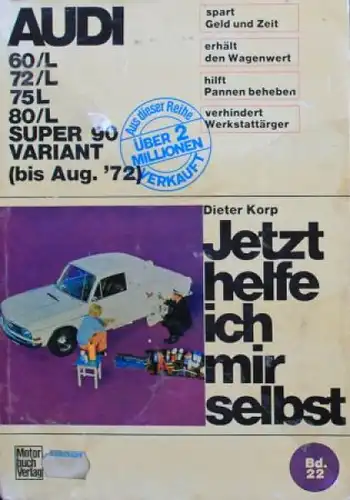 AUDI
60/L
72/L
75L
80/L
SUPER 90
VARIANT
(bis Aug. '72)
spart
Geld und Zeit
erhält
den Wagenwert
hilft
Pannen beheben
verhindert
Werkstattärger
Aus dieser Reihe
ÜBER 2
MILLIONEN
VERKAUFT
Dieter Korp
Jetzt
helfe
ich
mir
selbst
Motor
buch
Verlag
Bd.
22